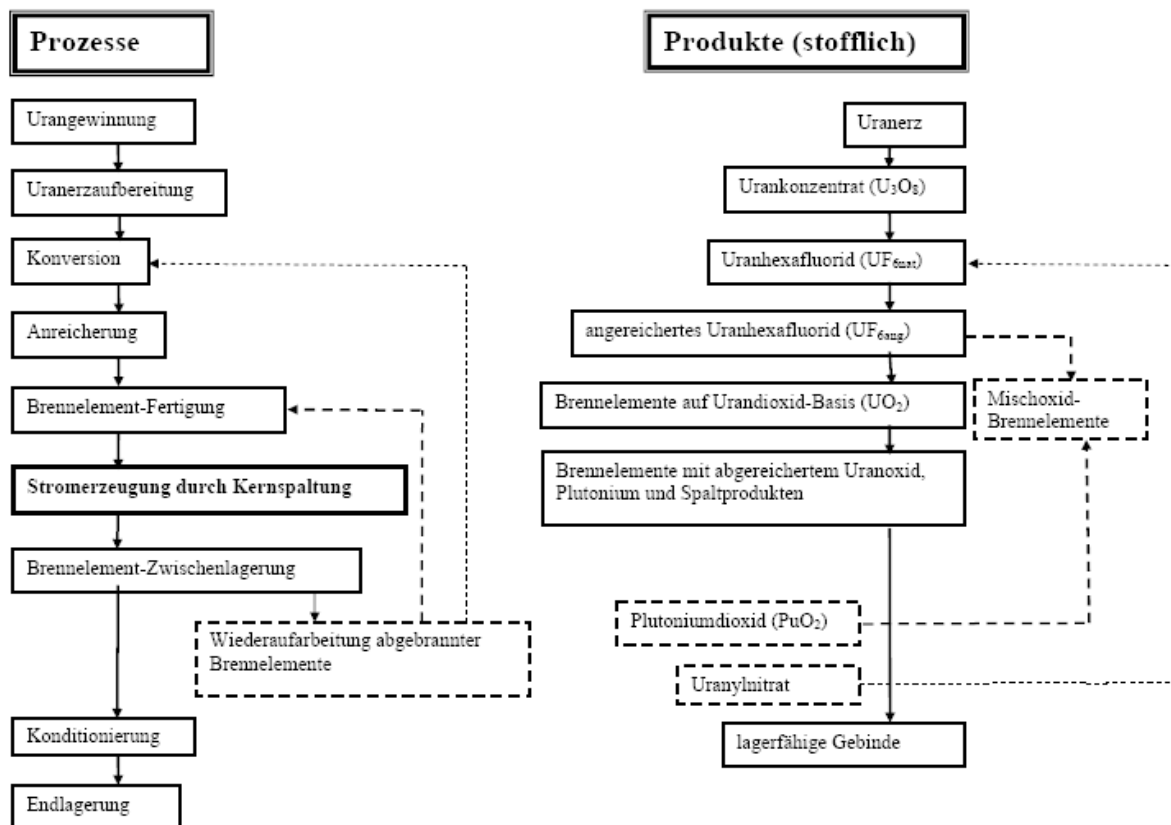 Prozesse
Urangewinnung
Uranerzaufbereitung
Konversion
Anreicherung
Brennelement-Fertigung
Stromerzeugung durch Kernspaltung
Brennelement-Zwischenlagerung
Wiederaufarbeitung abgebrannter
Brennelemente
Konditionierung
Endlagerung
Produkte (stofflich)
Uranerz
Urankonzentrat (U₃O₈)
Uranhexafluorid (UF₆nat)
angereichertes Uranhexafluorid (UF₆ang)
Brennelemente auf Urandioxid-Basis (UO₂)
Mischoxid-
Brennelemente
Brennelemente mit abgereichertem Uranoxid,
Plutonium und Spaltprodukten
Plutoniumdioxid (PuO₂)
Uranylnitrat
lagerfähige Gebinde